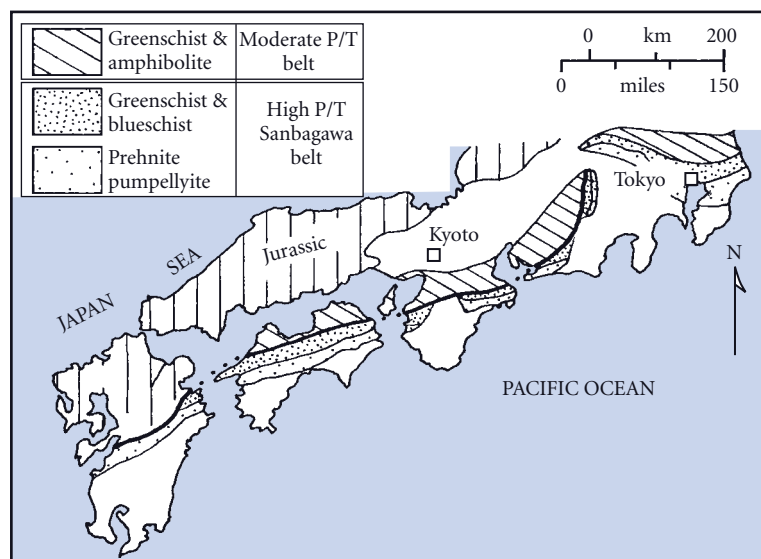 Greenschist &
amphibolite
Moderate P/T
belt
Greenschist &
blueschist
Prehnite
pumpellyite
High P/T
Sanbagawa
belt
0 km 200
0 miles 150
Tokyo
Kyoto
Jurassic
JAPAN SEA
N
PACIFIC OCEAN